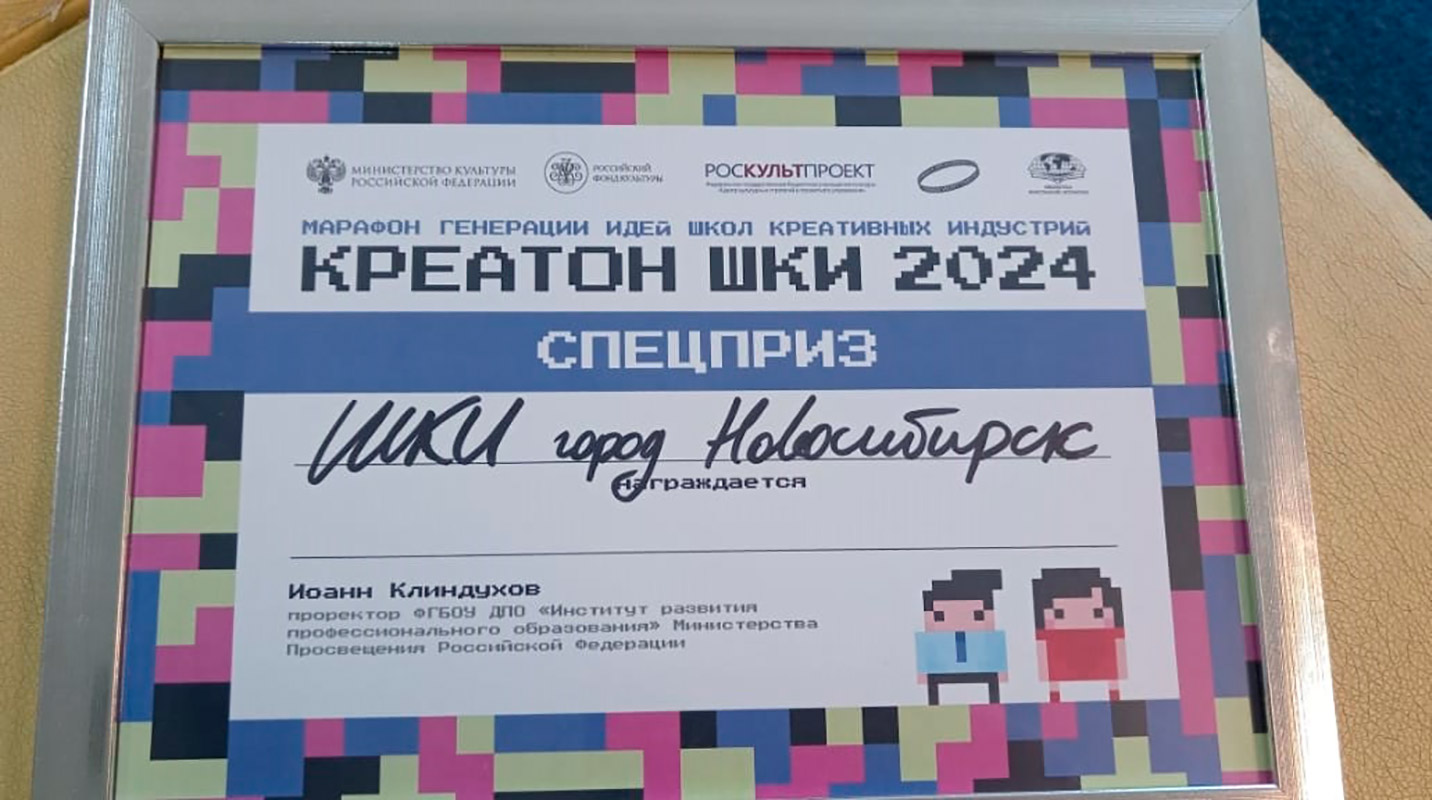 МИНИСТЕРСТВО КУЛЬТУРЫ
РОССИЙСКОЙ ФЕДЕРАЦИИ
РОССИЙСКИЙ
ФОНД КУЛЬТУРЫ
РОСКУЛЬТПРОЕКТ
МАРАФОН ГЕНЕРАЦИИ ИДЕЙ ШКОЛ КРЕАТИВНЫХ ИНДУСТРИЙ
КРЕАТОН ШКИ 2024
СПЕЦПРИЗ
ШКИ город Новосибирск
награждается
Иоанн Клиндухов
проректор ФГБОУ ДПО «Институт развития
профессионального образования» Министерства
Просвещения Российской Федерации